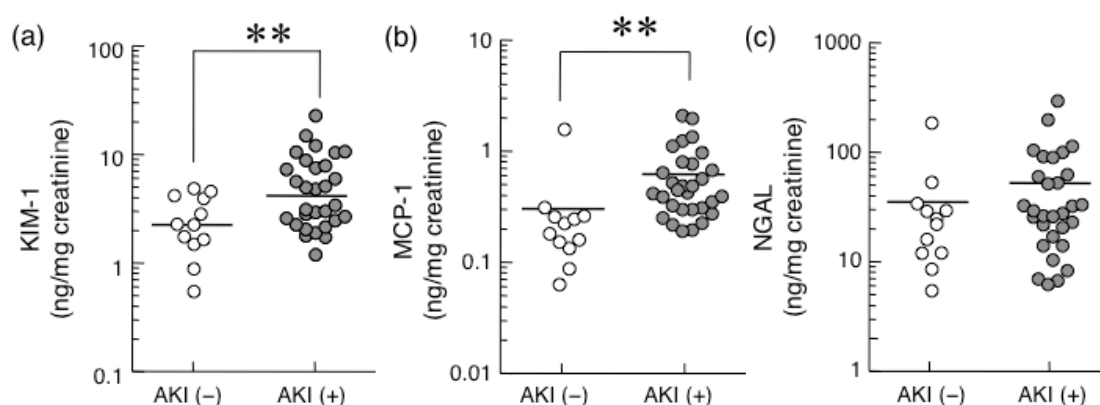 (a)
KIM-1
(ng/mg creatinine)
100
10
1
0.1
**
AKI (−)
AKI (+)
(b)
MCP-1
(ng/mg creatinine)
10
1
0.1
0.01
**
AKI (−)
AKI (+)
(c)
NGAL
(ng/mg creatinine)
1000
100
10
1
AKI (−)
AKI (+)